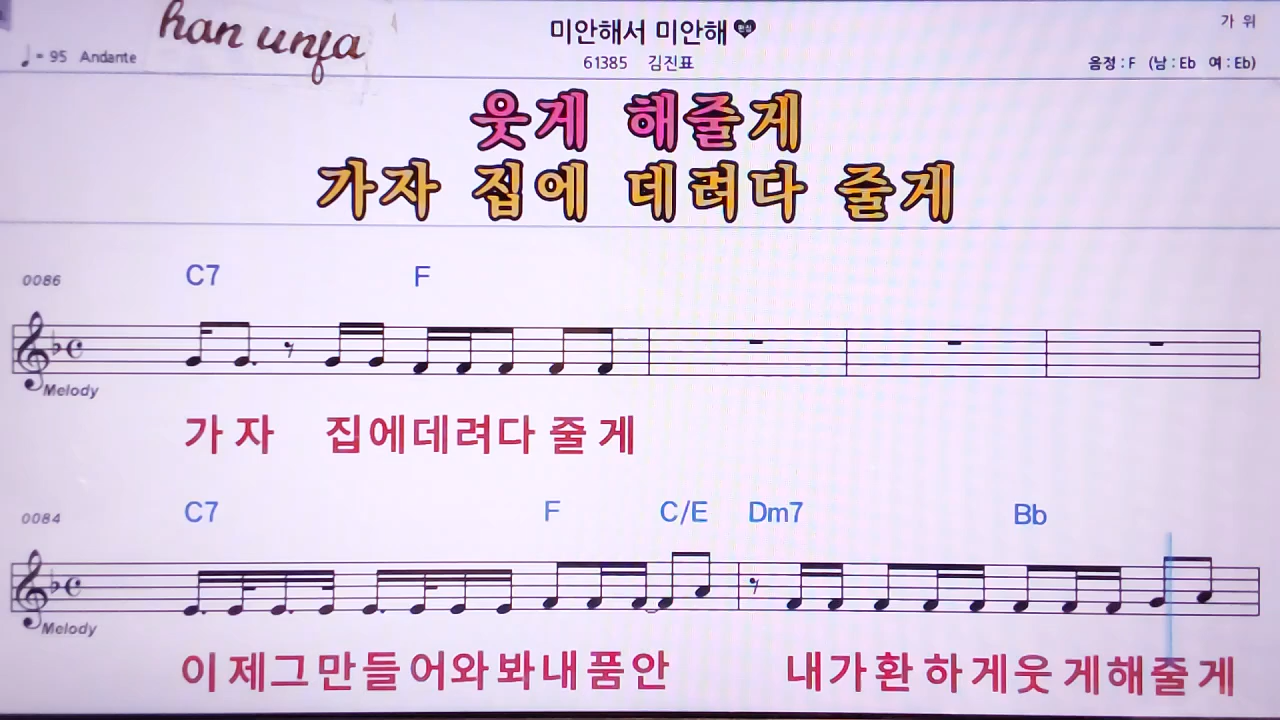 han unja
미안해서 미안해
편심
가 위
♩= 95 Andante
61385 김진표
음정 : F (남 : Eb 여 : Eb)
웃게 해줄게
가자 집에 데려다 줄게
0086
C7 F
Melody
가 자 집에데려다 줄 게
0084
C7 F C/E Dm7 Bb
Melody
이 제그만들 어와 봐내품안 내가환 하 게웃 게해줄 게